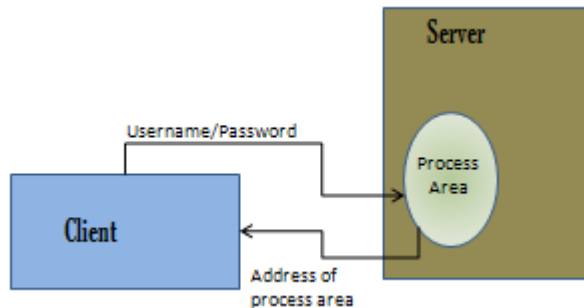 Server
Username/Password
Process
Area
Client
Address of
process area